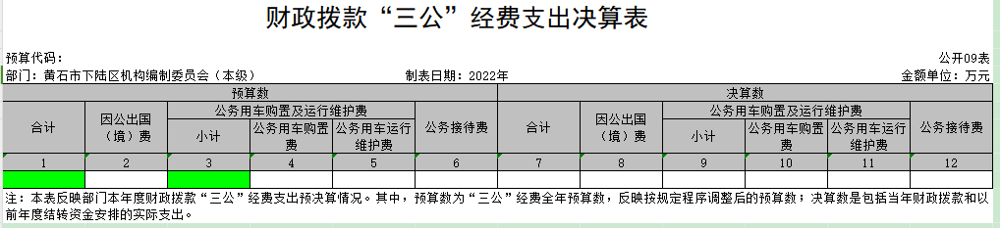 财政拨款“三公”经费支出决算表
预算代码： 公开09表
部门：黄石市下陆区机构编制委员会（本级） 制表日期：2022年 金额单位：万元
预算数 决算数
合计 因公出国（境）费 公务用车购置及运行维护费 公务接待费 合计 因公出国（境）费 公务用车购置及运行维护费 公务接待费
小计 公务用车购置费 公务用车运行维护费 小计 公务用车购置费 公务用车运行维护费
1 2 3 4 5 6 7 8 9 10 11 12
注：本表反映部门本年度财政拨款“三公”经费支出预决算情况。其中，预算数为“三公”经费全年预算数，反映按规定程序调整后的预算数；决算数是包括当年财政拨款和以
前年度结转资金安排的实际支出。